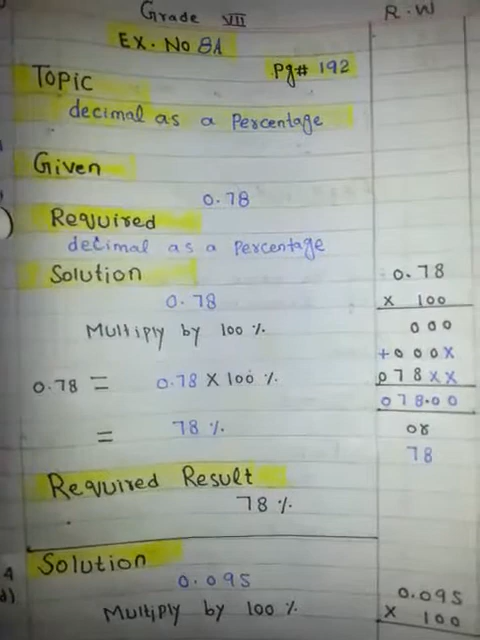 Grade VII
R.W
EX. No 8A
Pg# 192
Topic
decimal as a Percentage
Given
0.78
Required
decimal as a Percentage
Solution
0.78
Multiply by 100 %
0.78 = 0.78 X 100 %
= 78 %
0.78
x 100
000
+000X
078XX
078.00
or
78
Required Result
78 %
Solution
0.095
Multiply by 100 %
0.095
X 100